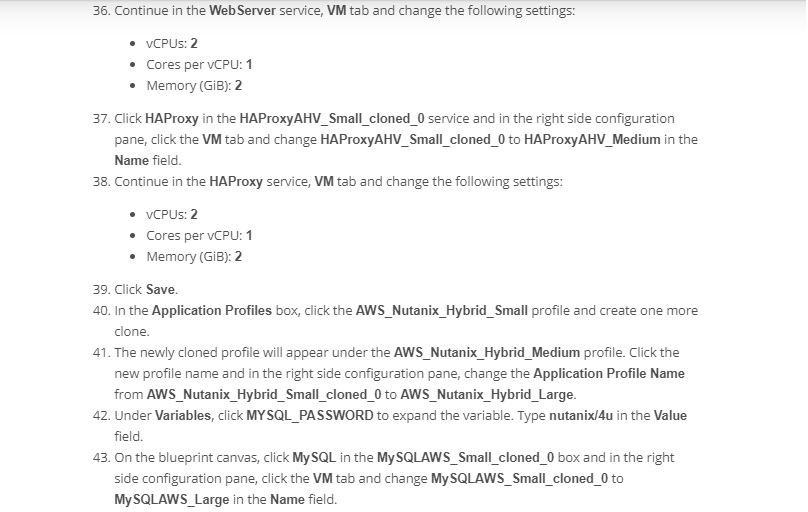 36. Continue in the WebServer service, VM tab and change the following settings:
• vCPUs: 2
• Cores per vCPU: 1
• Memory (GiB): 2
37. Click HAProxy in the HAProxyAHV_Small_cloned_0 service and in the right side configuration
pane, click the VM tab and change HAProxyAHV_Small_cloned_0 to HAProxyAHV_Medium in the
Name field.
38. Continue in the HAProxy service, VM tab and change the following settings:
• vCPUs: 2
• Cores per vCPU: 1
• Memory (GiB): 2
39. Click Save.
40. In the Application Profiles box, click the AWS_Nutanix_Hybrid_Small profile and create one more
clone.
41. The newly cloned profile will appear under the AWS_Nutanix_Hybrid_Medium profile. Click the
new profile name and in the right side configuration pane, change the Application Profile Name
from AWS_Nutanix_Hybrid_Small_cloned_0 to AWS_Nutanix_Hybrid_Large.
42. Under Variables, click MYSQL_PASSWORD to expand the variable. Type nutanix/4u in the Value
field.
43. On the blueprint canvas, click MySQL in the MySQLAWS_Small_cloned_0 box and in the right
side configuration pane, click the VM tab and change MySQLAWS_Small_cloned_0 to
MySQLAWS_Large in the Name field.